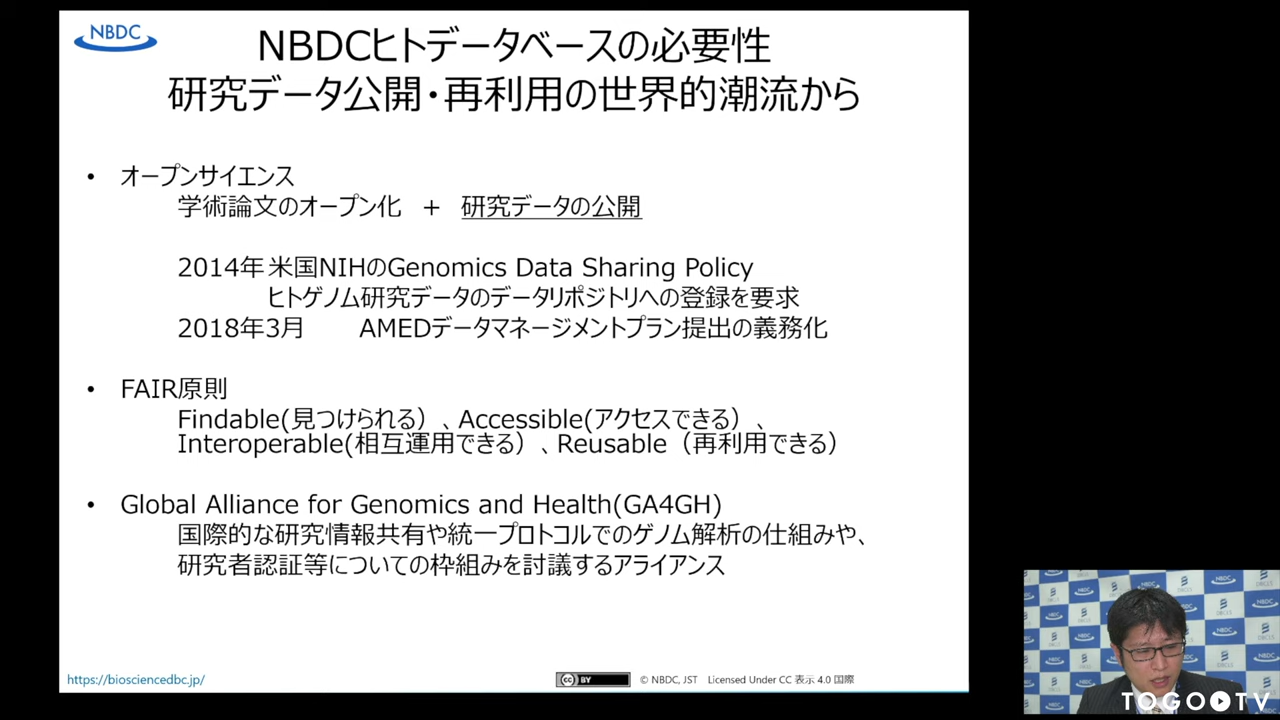 NBDC
NBDCヒトデータベースの必要性
研究データ公開・再利用の世界的潮流から
• オープンサイエンス
学術論文のオープン化 + 研究データの公開
2014年 米国NIHのGenomics Data Sharing Policy
ヒトゲノム研究データのデータリポジトリへの登録を要求
2018年3月 AMEDデータマネージメントプラン提出の義務化
• FAIR原則
Findable(見つけられる）、Accessible(アクセスできる）、
Interoperable(相互運用できる）、Reusable（再利用できる）
• Global Alliance for Genomics and Health(GA4GH)
国際的な研究情報共有や統一プロトコルでのゲノム解析の仕組みや、
研究者認証等についての枠組みを討議するアライアンス
https://biosciencedbc.jp/
cc BY
© NBDC, JST Licensed Under CC 表示 4.0 国際
NBDC
DBCLS
TOGO TV